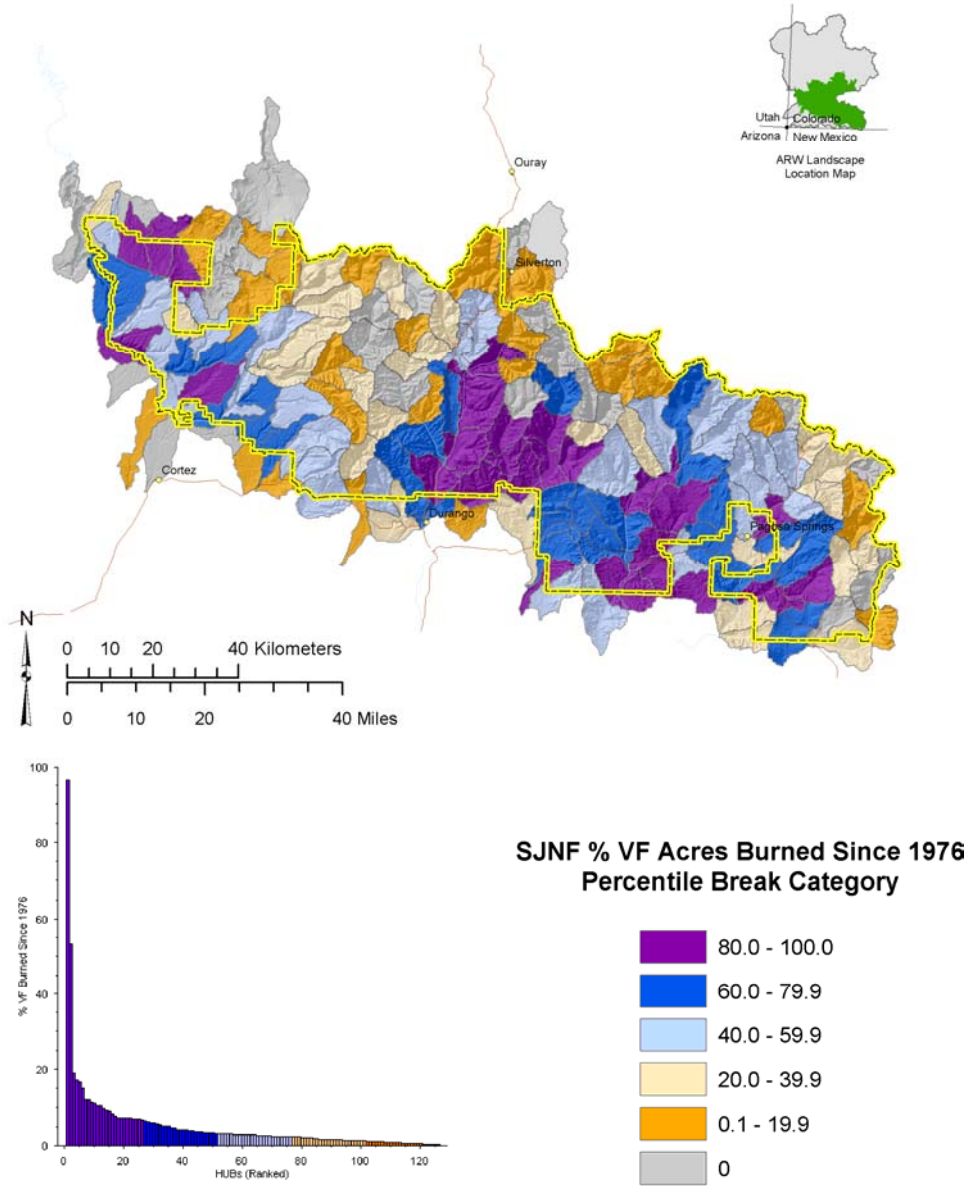 Utah Colorado
Arizona New Mexico
ARW Landscape
Location Map
Ouray
Silverton
Cortez
Durango
Pagosa Springs
N
0 10 20 40 Kilometers
0 10 20 40 Miles
100
80
60
40
20
0
% VF Burned Since 1976
0 20 40 60 80 100 120
HUBs (Ranked)
SJNF % VF Acres Burned Since 1976
Percentile Break Category
80.0 - 100.0
60.0 - 79.9
40.0 - 59.9
20.0 - 39.9
0.1 - 19.9
0